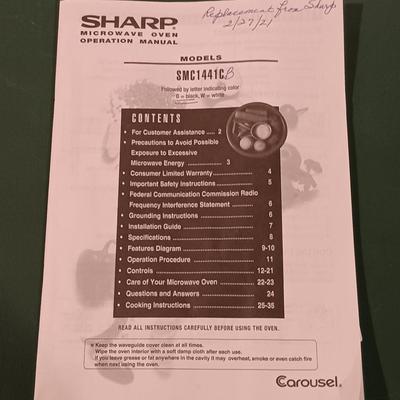 SHARP®
MICROWAVE OVEN
OPERATION MANUAL
Replacement from Sharp
2/27/21
MODELS
SMC1441CB
Followed by letter indicating color
B = black, W = white
CONTENTS
• For Customer Assistance ..... 2
• Precautions to Avoid Possible
Exposure to Excessive
Microwave Energy ........... 3
• Consumer Limited Warranty ................ 4
• Important Safety Instructions ............. 5
• Federal Communication Commission Radio
Frequency Interference Statement ........ 6
• Grounding Instructions ................... 6
• Installation Guide ....................... 7
• Specifications ........................... 8
• Features Diagram ......................... 9-10
• Operation Procedure ...................... 11
• Controls ................................. 12-21
• Care of Your Microwave Oven .............. 22-23
• Questions and Answers .................... 24
• Cooking Instructions ..................... 25-35
READ ALL INSTRUCTIONS CAREFULLY BEFORE USING THE OVEN.
Keep the waveguide cover clean at all times.
Wipe the oven interior with a soft damp cloth after each use.
If you leave grease or fat anywhere in the cavity it may overheat, smoke or even catch fire
when next using the oven.
Carousel®